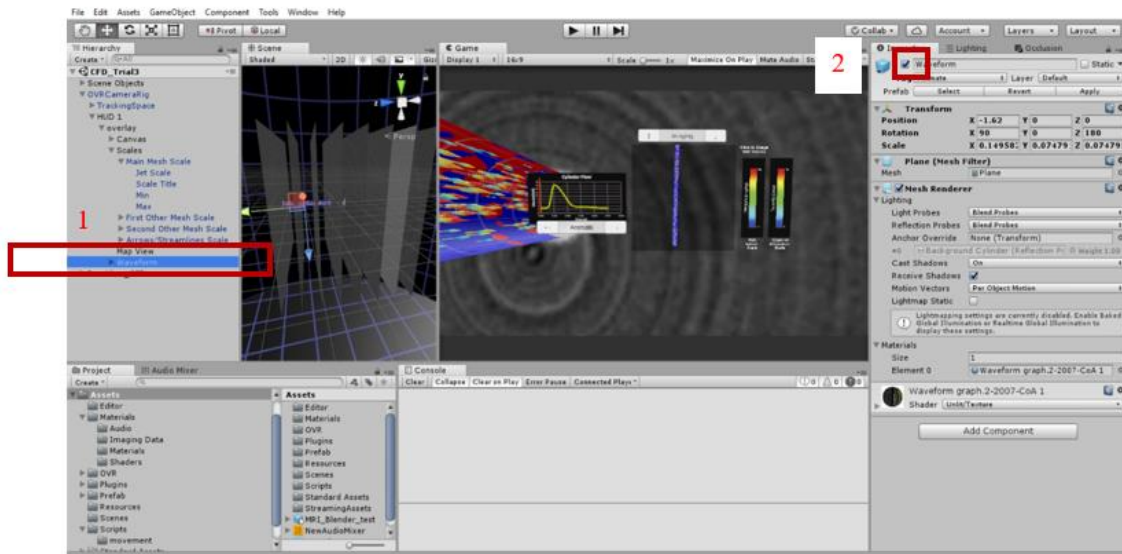 File Edit Assets GameObject Component Tools Window Help
Pivot Local
Collab Account Layers Layout
Hierarchy
Create All
CFD_Trial3
Scene Objects
OVRCameraRig
TrackingSpace
HUD 1
overlay
Canvas
Scales
Main Mesh Scale
Jet Scale
Scale Title
Min
Max
First Other Mesh Scale
Second Other Mesh Scale
Arrows/Streamlines Scale
Map View
Waveform
1
Scene
Shaded 2D
Persp
y
Game
Display 1 16:9 Scale 1x Maximize On Play Mute Audio
Cylinder Flow
Animate
2
Lighting Occlusion
Waveform Static
Layer Default
Prefab Select Revert Apply
Transform
Position X -1.62 Y 0 Z 0
Rotation X 90 Y 0 Z 180
Scale X 0.14958 Y 0.07479 Z 0.07479
Plane (Mesh Filter)
Mesh Plane
Mesh Renderer
Lighting
Light Probes Blend Probes
Reflection Probes Blend Probes
Anchor Override None (Transform)
Cast Shadows On
Receive Shadows
Motion Vectors Per Object Motion
Lightmap Static
Lightmapping settings are currently disabled. Enable Baked
Global Illumination or Realtime Global Illumination to
display these settings.
Materials
Size 1
Element 0 Waveform graph.2-2007-CoA 1
Waveform graph.2-2007-CoA 1
Shader Unlit/Texture
Add Component
Project Audio Mixer
Create
Assets
Editor
Materials
Audio
Imaging Data
Materials
Shaders
OVR
Plugins
Prefab
Resources
Scenes
Scripts
movement
Assets
Editor
Materials
OVR
Plugins
Prefab
Resources
Scenes
Scripts
Standard Assets
StreamingAssets
MRI_Blender_test
NewAudioMixer
Console
Clear Collapse Clear on Play Error Pause Connected Player
0 0 0